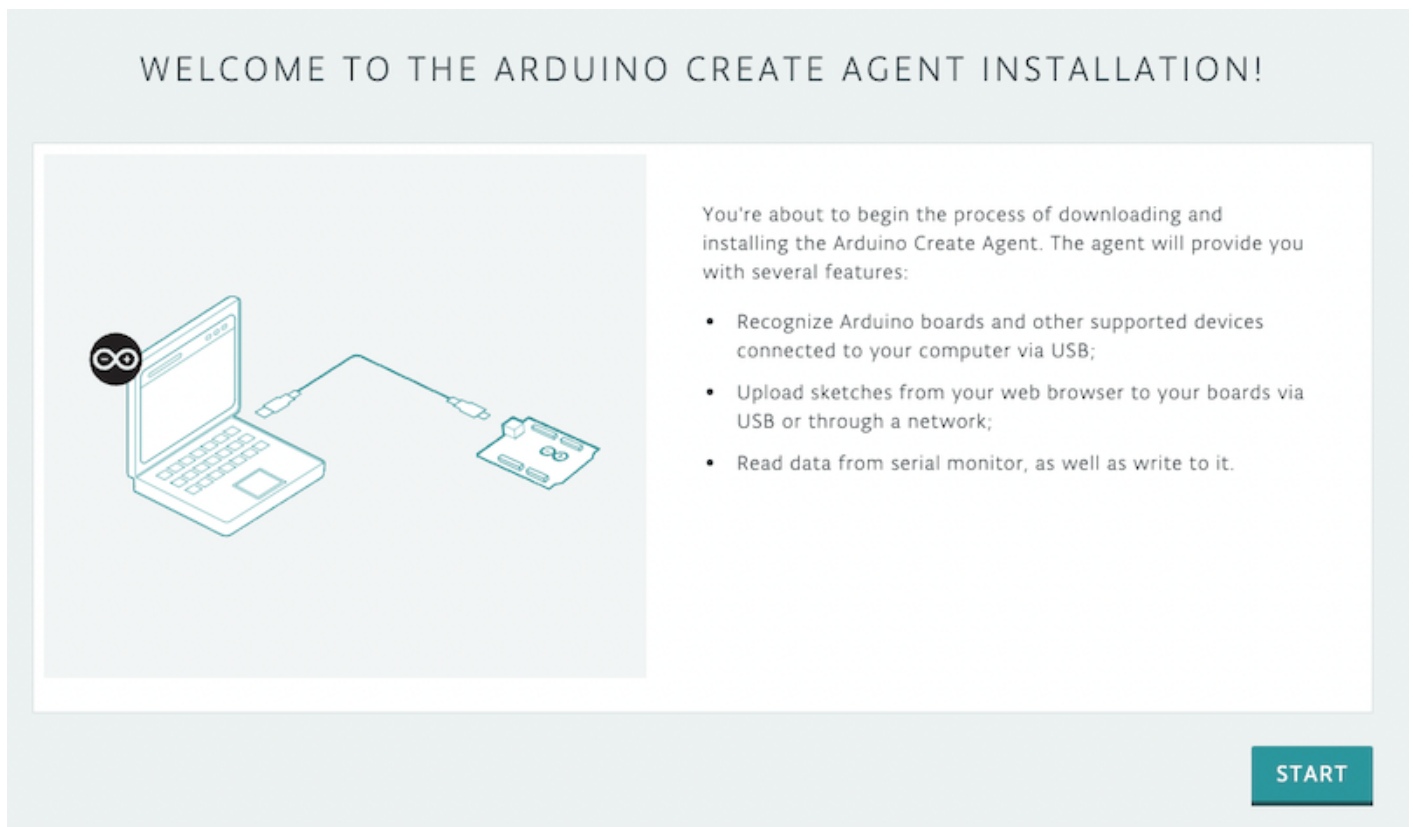 WELCOME TO THE ARDUINO CREATE AGENT INSTALLATION!
You're about to begin the process of downloading and
installing the Arduino Create Agent. The agent will provide you
with several features:
• Recognize Arduino boards and other supported devices
connected to your computer via USB;
• Upload sketches from your web browser to your boards via
USB or through a network;
• Read data from serial monitor, as well as write to it.
START